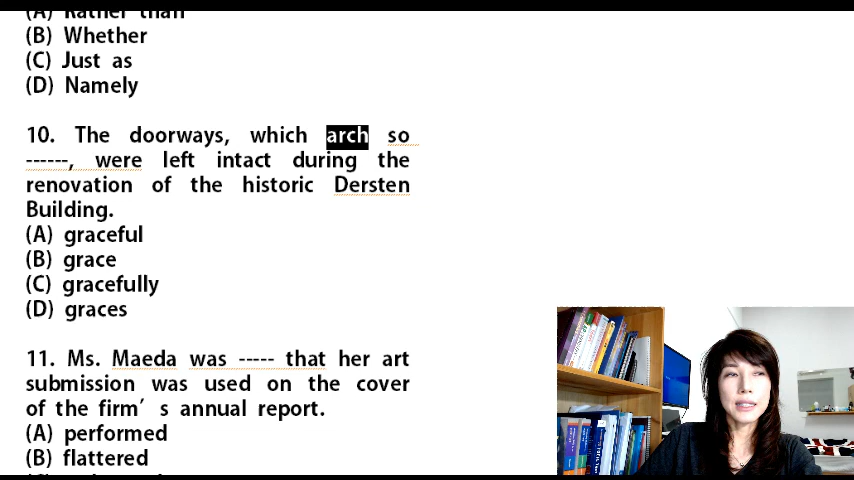 (A) Rather than
(B) Whether
(C) Just as
(D) Namely
10. The doorways, which arch so
------, were left intact during the
renovation of the historic Dersten
Building.
(A) graceful
(B) grace
(C) gracefully
(D) graces
11. Ms. Maeda was ----- that her art
submission was used on the cover
of the firm's annual report.
(A) performed
(B) flattered